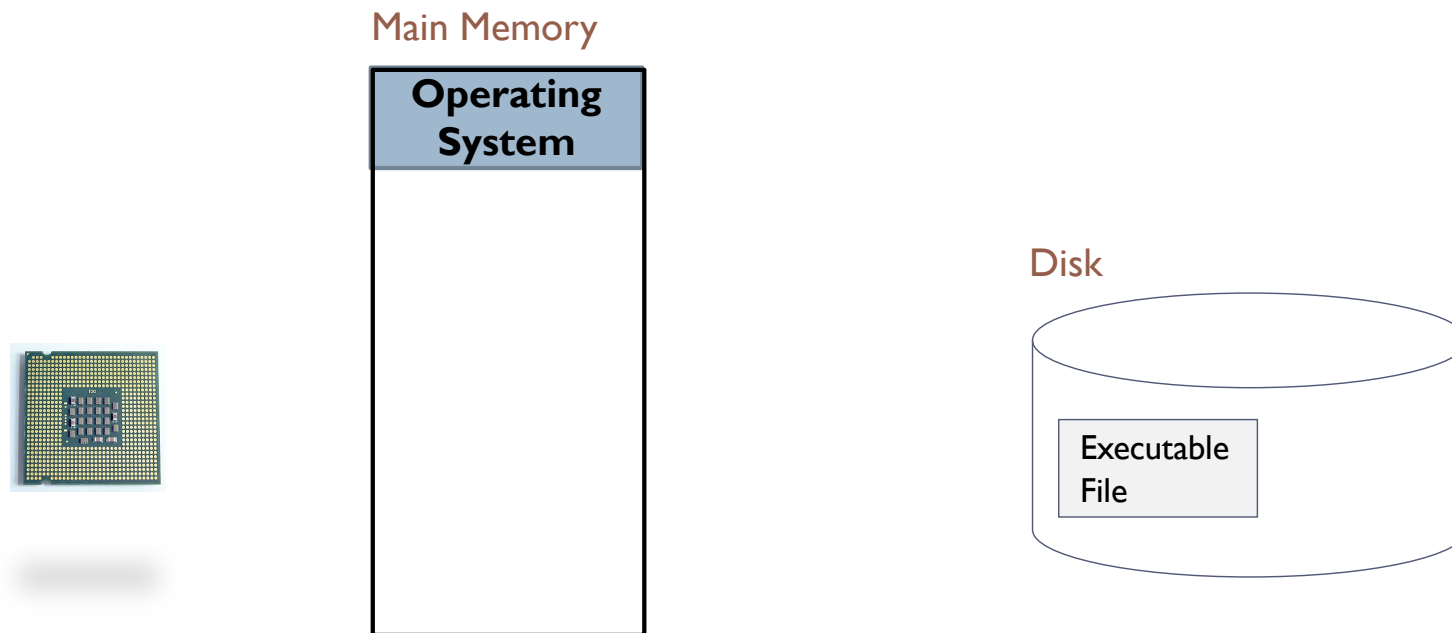 Main Memory
Operating
System
Disk
Executable
File